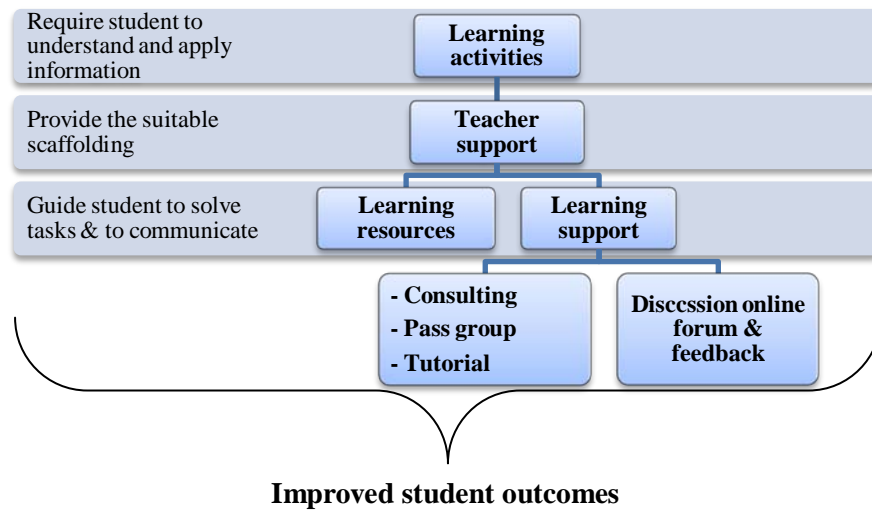 Require student to
understand and apply
information
Learning
activities
Provide the suitable
scaffolding
Teacher
support
Guide student to solve
tasks & to communicate
Learning
resources
Learning
support
- Consulting
- Pass group
- Tutorial
Disccssion online
forum &
feedback
Improved student outcomes